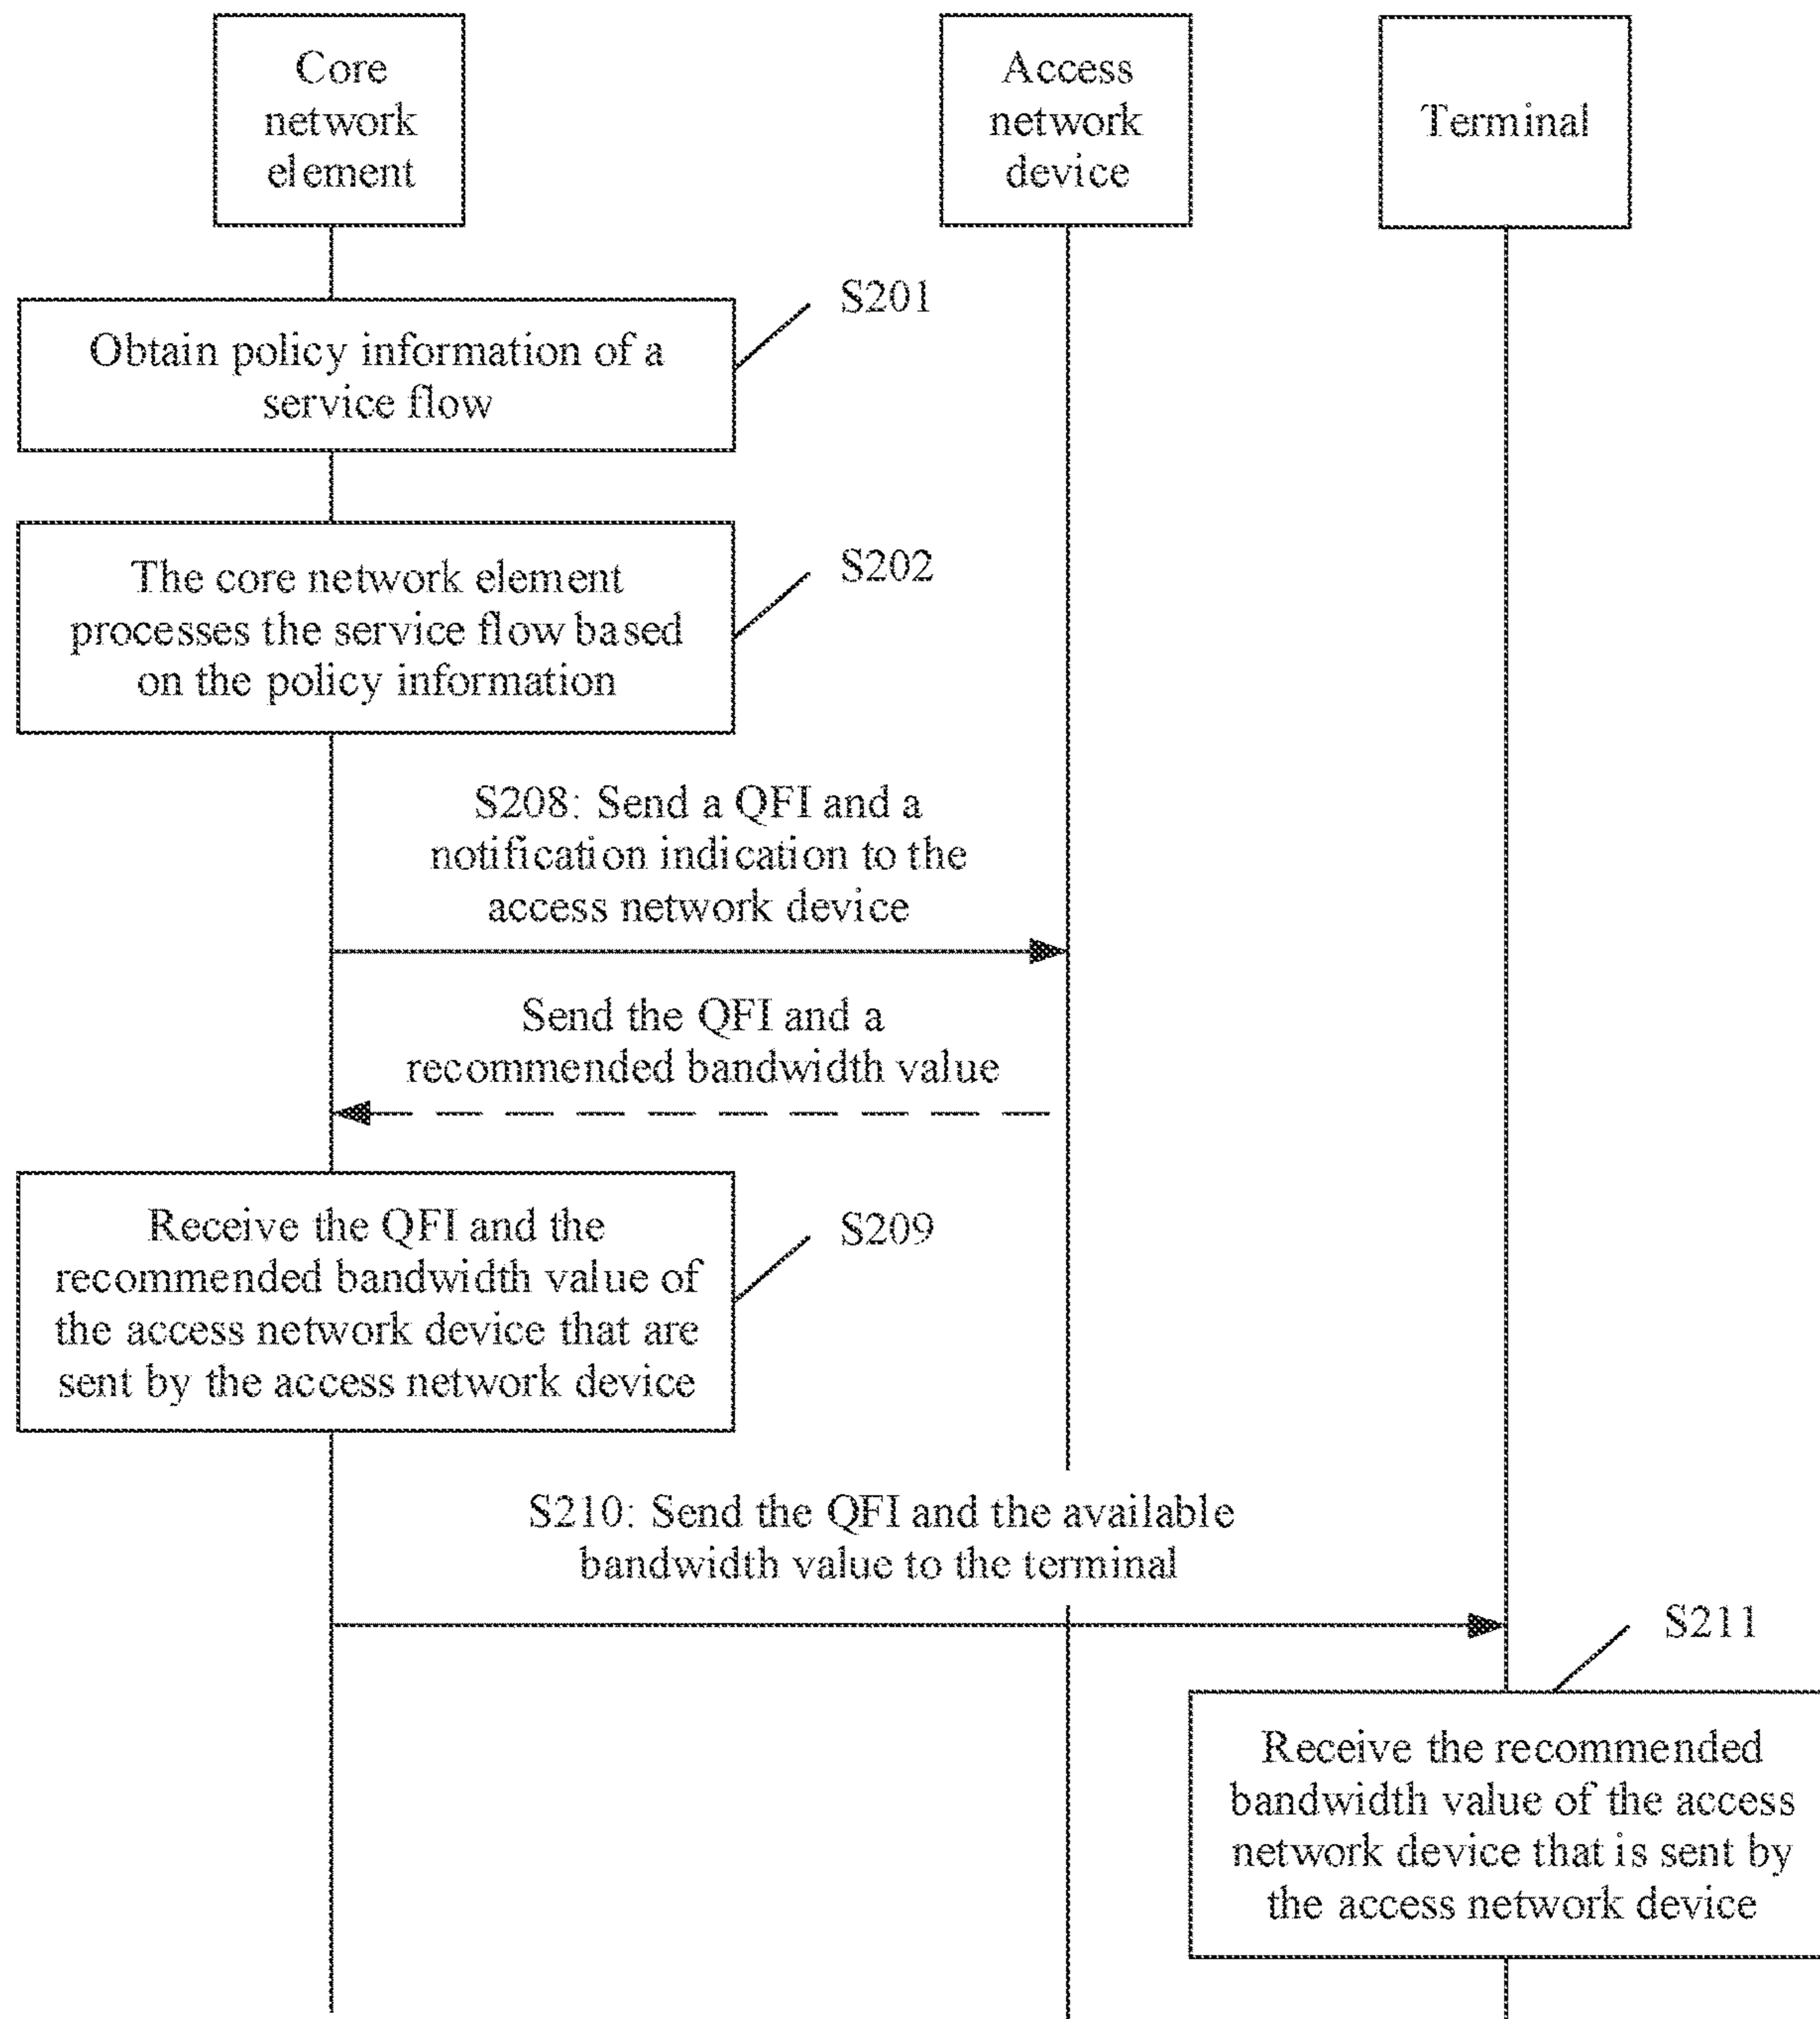 Core
network
element
Access
network
device
Terminal
S201
Obtain policy information of a
service flow
S202
The core network element
processes the service flow based
on the policy information
S208: Send a QFI and a
notification indication to the
access network device
Send the QFI and a
recommended bandwidth value
S209
Receive the QFI and the
recommended bandwidth value of
the access network device that are
sent by the access network device
S210: Send the QFI and the available
bandwidth value to the terminal
S211
Receive the recommended
bandwidth value of the access
network device that is sent by
the access network device